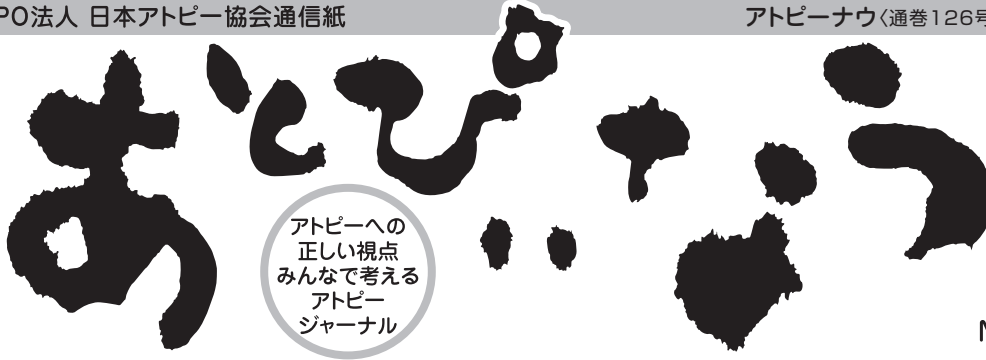 PO法人 日本アトピー協会通信紙
アトピーナウ〈通巻126号
あとぴいなう
アトピーへの
正しい視点
みんなで考える
アトピー
ジャーナル